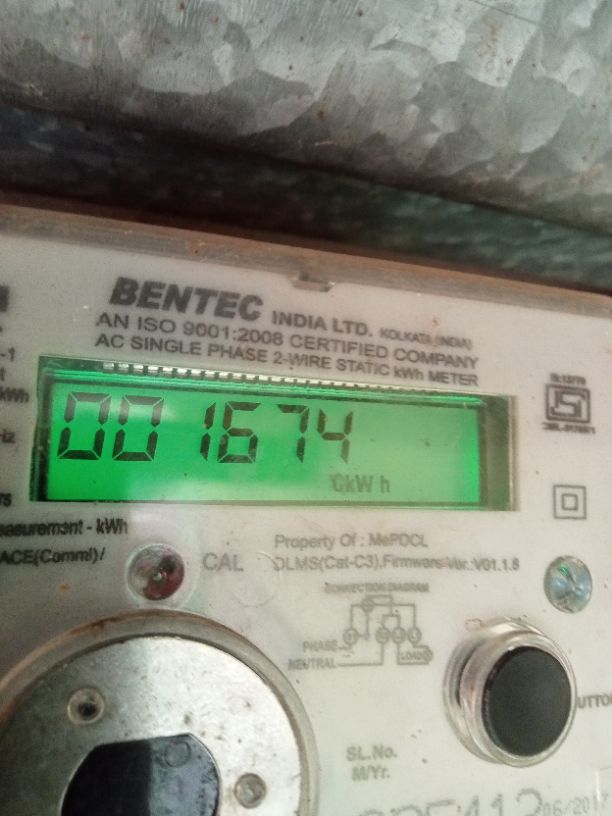 BENTEC INDIA LTD. KOLKATA (INDIA)
AN ISO 9001:2008 CERTIFIED COMPANY
AC SINGLE PHASE 2-WIRE STATIC kWh METER
001674
CkWh
kWh
Measurement - kWh
CAL
Property Of : MePDCL
DLMS(Cat-C3),Firmware Ver.:V01.1.8
CONNECTION DIAGRAM
PHASE
NEUTRAL
LOAD
SL.No.
M/Yr.
06/2017